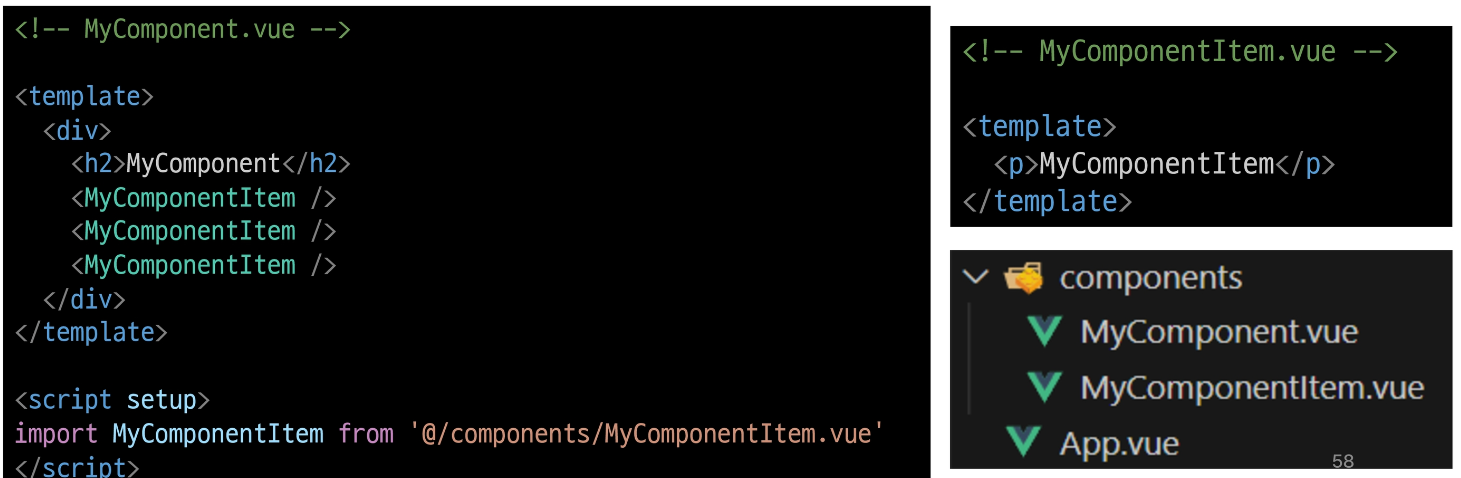 <!-- MyComponent.vue -->
<template>
<div>
<h2>MyComponent</h2>
<MyComponentItem />
<MyComponentItem />
<MyComponentItem />
</div>
</template>
<script setup>
import MyComponentItem from '@/components/MyComponentItem.vue'
</script>
<!-- MyComponentItem.vue -->
<template>
<p>MyComponentItem</p>
</template>
components
MyComponent.vue
MyComponentItem.vue
App.vue
58